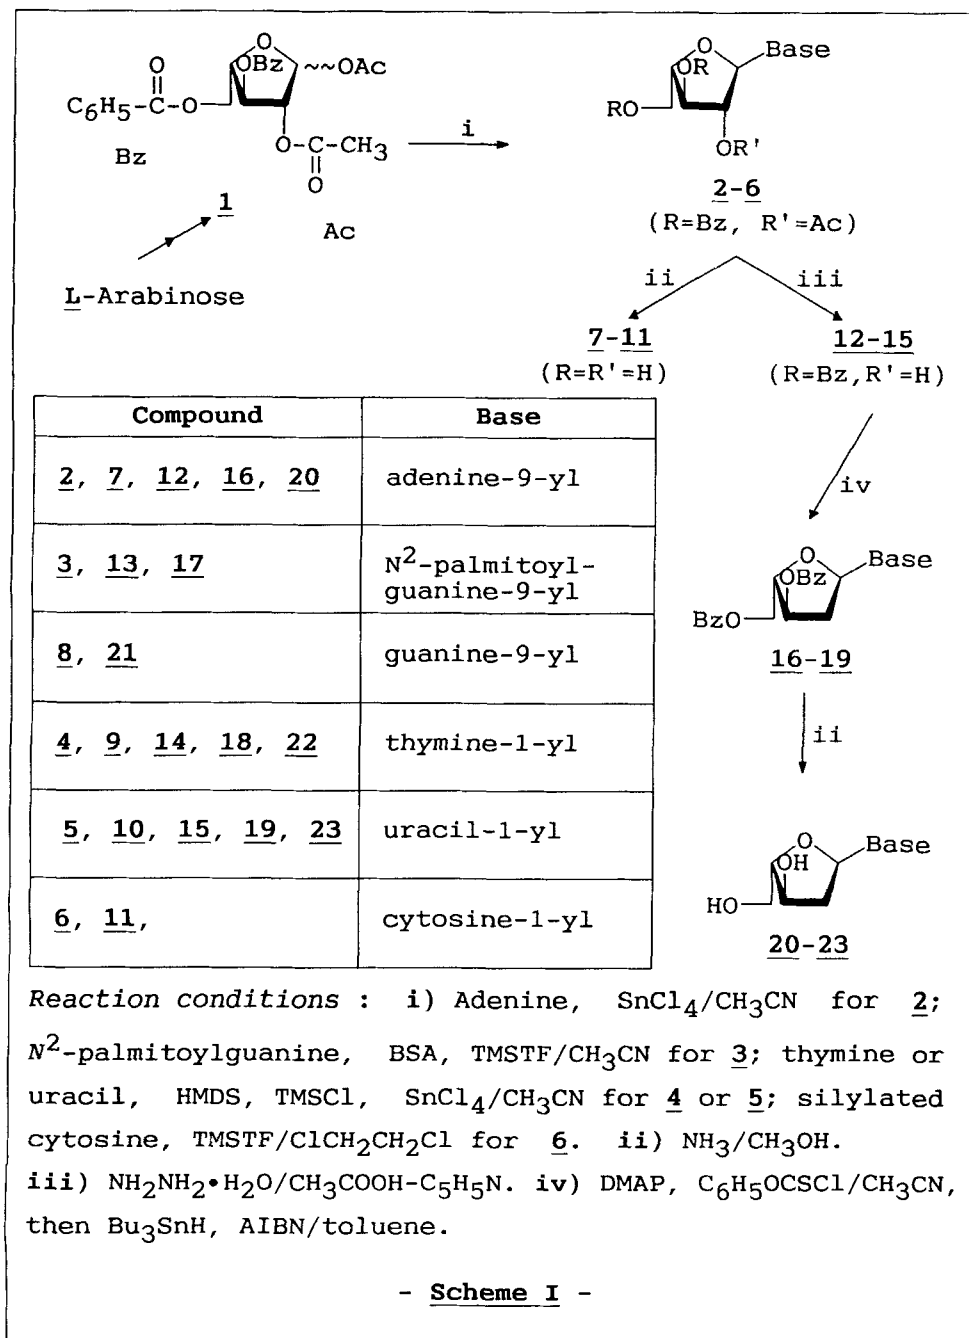 O
O
OBz
~~OAc
C6H5-C-O
O-C-CH3
O
Bz
Ac
1
L-Arabinose
i
O
Base
OR
RO
OR'
2-6
(R=Bz, R'=Ac)
ii
iii
7-11
(R=R'=H)
12-15
(R=Bz,R'=H)
iv
O
Base
OBz
BzO
16-19
ii
O
Base
OH
HO
20-23
Compound Base
2, 7, 12, 16, 20 adenine-9-yl
3, 13, 17 N2-palmitoyl-
guanine-9-yl
8, 21 guanine-9-yl
4, 9, 14, 18, 22 thymine-1-yl
5, 10, 15, 19, 23 uracil-1-yl
6, 11, cytosine-1-yl
Reaction conditions : i) Adenine, SnCl4/CH3CN for 2;
N2-palmitoylguanine, BSA, TMSTF/CH3CN for 3; thymine or
uracil, HMDS, TMSCl, SnCl4/CH3CN for 4 or 5; silylated
cytosine, TMSTF/ClCH2CH2Cl for 6. ii) NH3/CH3OH.
iii) NH2NH2•H2O/CH3COOH-C5H5N. iv) DMAP, C6H5OCSCl/CH3CN,
then Bu3SnH, AIBN/toluene.
- Scheme I -